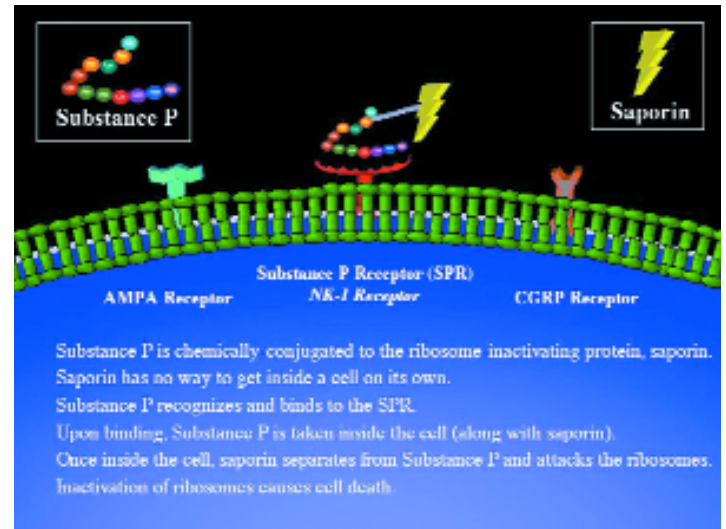 Substance P
Saporin
Substance P Receptor (SPR)
AMPA Receptor
NK-1 Receptor
CGRP Receptor
Substance P is chemically conjugated to the ribosome inactivating protein, saporin.
Saporin has no way to get inside a cell on its own.
Substance P recognizes and binds to the SPR.
Upon binding, Substance P is taken inside the cell (along with saporin).
Once inside the cell, saporin separates from Substance P and attacks the ribosomes.
Inactivation of ribosomes causes cell death.